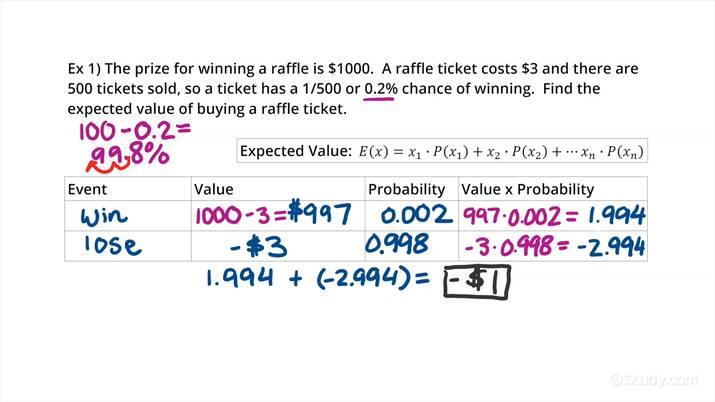 Ex 1) The prize for winning a raffle is $1000. A raffle ticket costs $3 and there are
500 tickets sold, so a ticket has a 1/500 or 0.2% chance of winning. Find the
expected value of buying a raffle ticket.
100-0.2=
99.8%
Expected Value: E(x) = x₁ · P(x₁) + x₂ · P(x₂) + ⋯ xₙ · P(xₙ)
Event Value Probability Value x Probability
win 1000-3=$997 0.002 997·0.002= 1.994
lose -$3 0.998 -3·0.998= -2.994
1.994 + (-2.994)= -$1
©Study.com